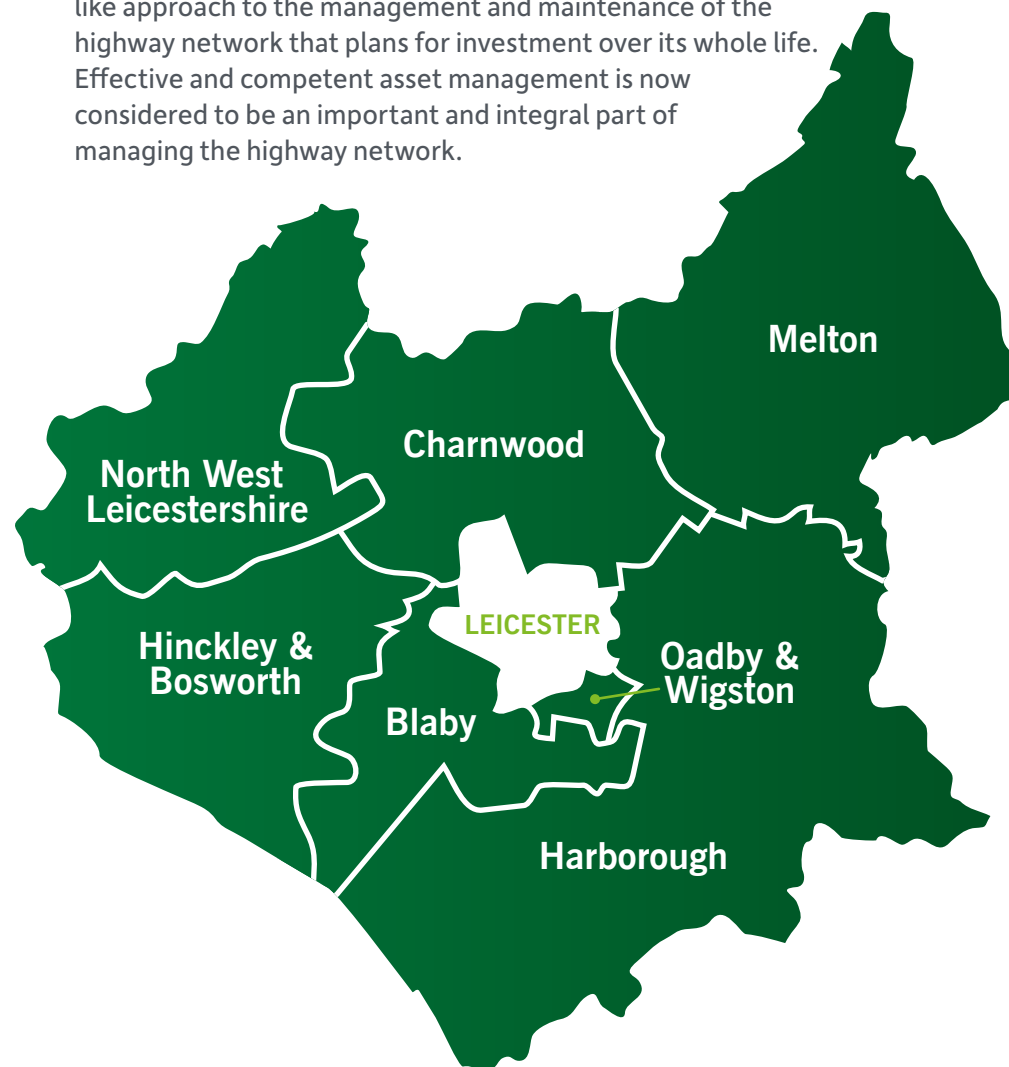 like approach to the management and maintenance of the
highway network that plans for investment over its whole life.
Effective and competent asset management is now
considered to be an important and integral part of
managing the highway network.
Melton
Charnwood
North West
Leicestershire
LEICESTER
Hinckley &
Bosworth
Oadby &
Wigston
Blaby
Harborough